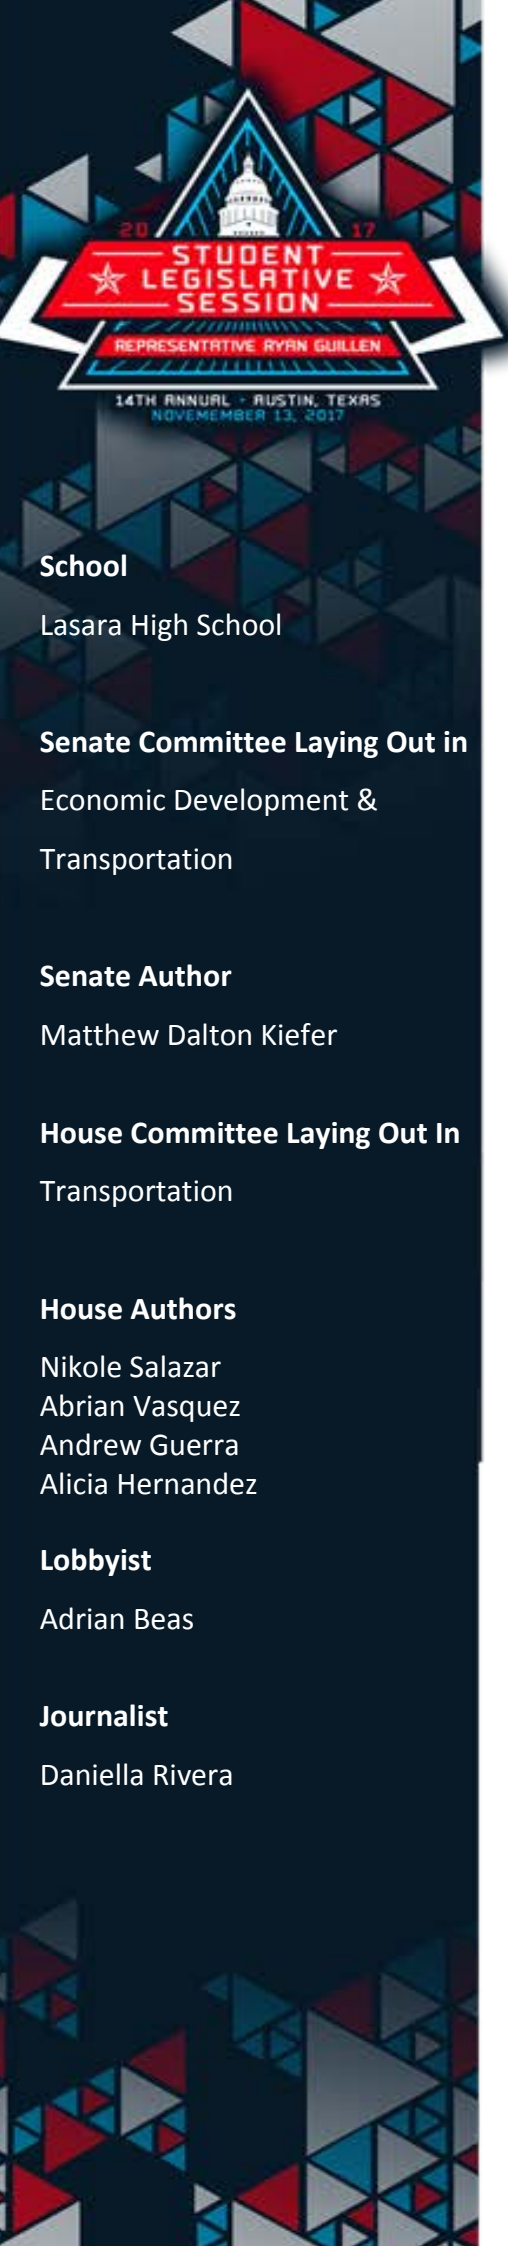 20 17
STUDENT
LEGISLATIVE
SESSION
REPRESENTATIVE RYAN GUILLEN
14TH ANNUAL - AUSTIN, TEXAS
NOVEMEMBER 13, 2017
School
Lasara High School
Senate Committee Laying Out in
Economic Development &
Transportation
Senate Author
Matthew Dalton Kiefer
House Committee Laying Out In
Transportation
House Authors
Nikole Salazar
Abrian Vasquez
Andrew Guerra
Alicia Hernandez
Lobbyist
Adrian Beas
Journalist
Daniella Rivera